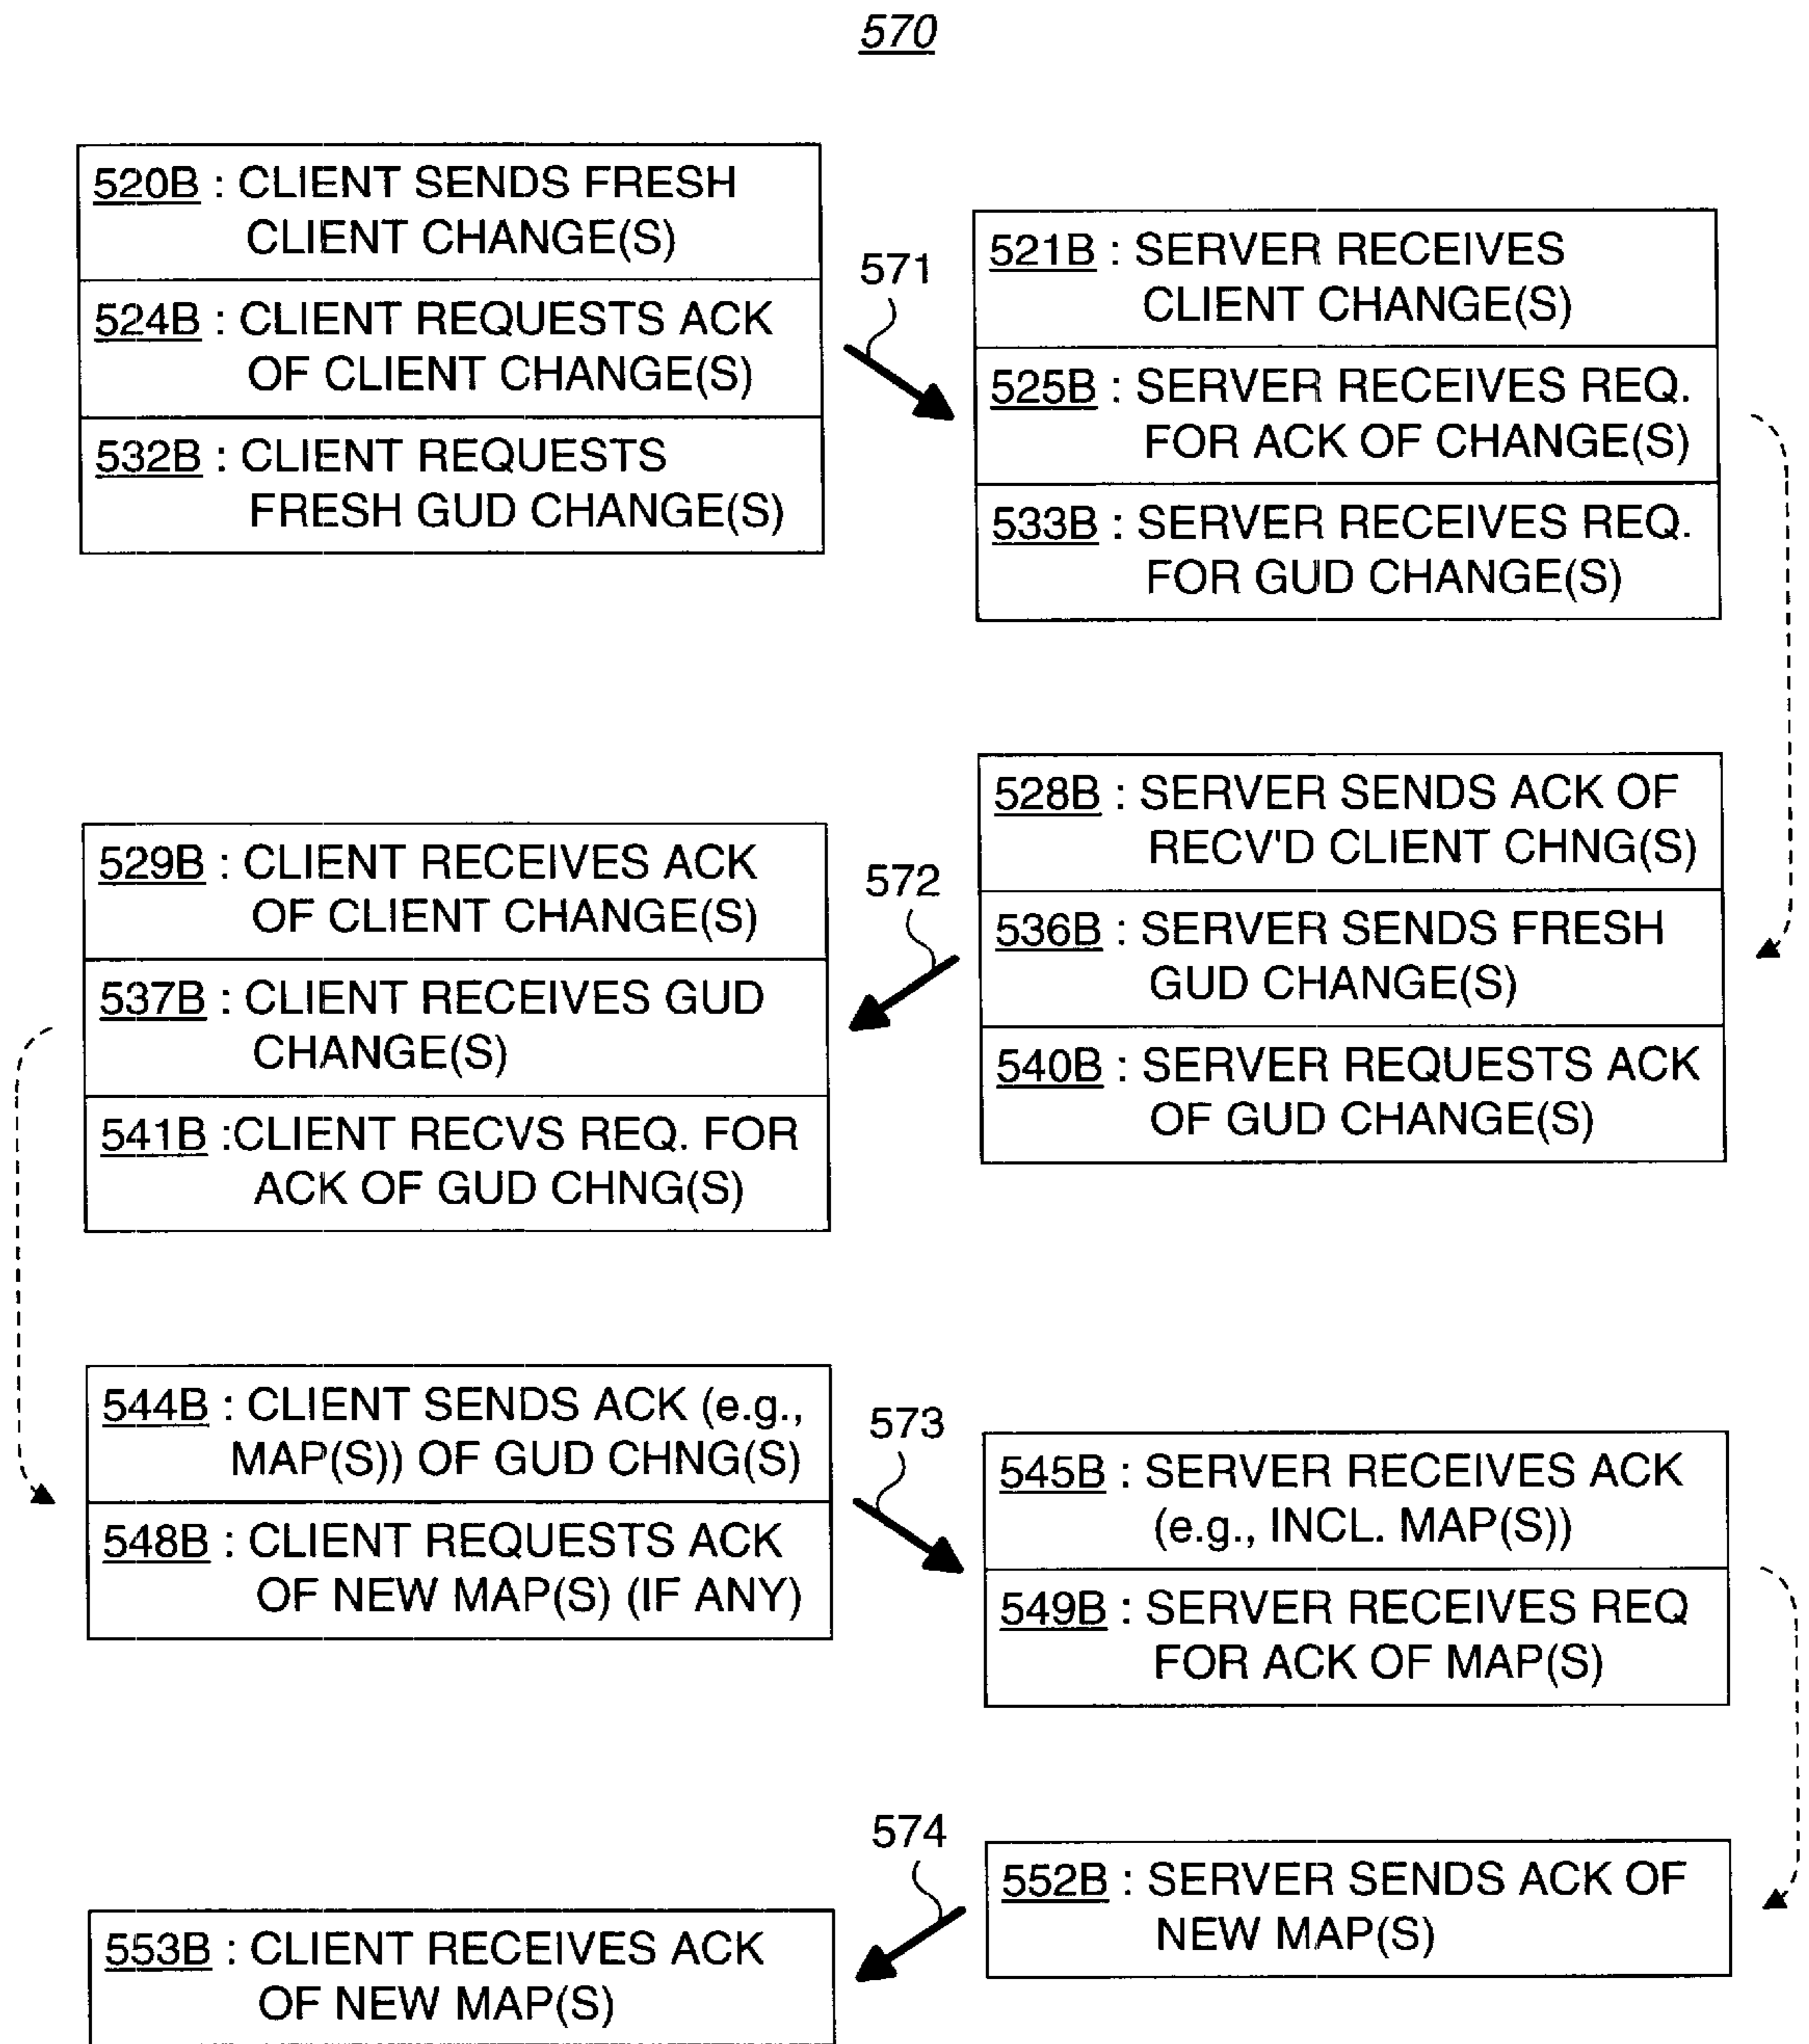 570
520B : CLIENT SENDS FRESH
CLIENT CHANGE(S)
524B : CLIENT REQUESTS ACK
OF CLIENT CHANGE(S)
532B : CLIENT REQUESTS
FRESH GUD CHANGE(S)
571
521B : SERVER RECEIVES
CLIENT CHANGE(S)
525B : SERVER RECEIVES REQ.
FOR ACK OF CHANGE(S)
533B : SERVER RECEIVES REQ.
FOR GUD CHANGE(S)
528B : SERVER SENDS ACK OF
RECV'D CLIENT CHNG(S)
536B : SERVER SENDS FRESH
GUD CHANGE(S)
540B : SERVER REQUESTS ACK
OF GUD CHANGE(S)
572
529B : CLIENT RECEIVES ACK
OF CLIENT CHANGE(S)
537B : CLIENT RECEIVES GUD
CHANGE(S)
541B :CLIENT RECVS REQ. FOR
ACK OF GUD CHNG(S)
544B : CLIENT SENDS ACK (e.g.,
MAP(S)) OF GUD CHNG(S)
548B : CLIENT REQUESTS ACK
OF NEW MAP(S) (IF ANY)
573
545B : SERVER RECEIVES ACK
(e.g., INCL. MAP(S))
549B : SERVER RECEIVES REQ
FOR ACK OF MAP(S)
552B : SERVER SENDS ACK OF
NEW MAP(S)
574
553B : CLIENT RECEIVES ACK
OF NEW MAP(S)